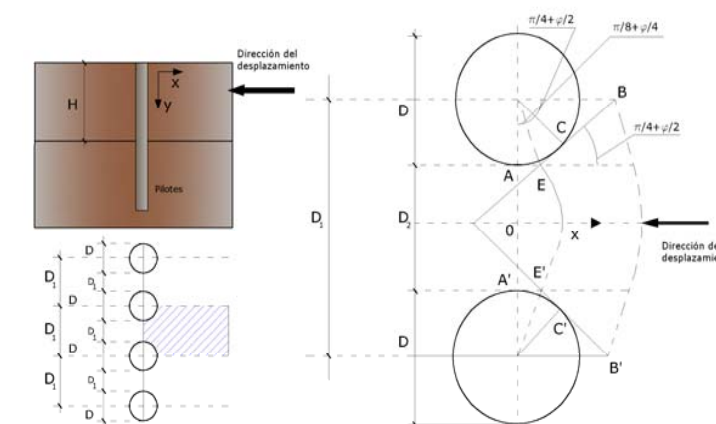 Dirección del
desplazamiento
H
x
y
Pilotes
D
D₁
D₁
D
D₁
D₁
D
D₁
D₁
D
π/4+φ/2
π/8+φ/4
D
B
C
π/4+φ/2
A
E
D₁
D₂
0
x
Dirección de
desplazami
E'
A'
D
C'
B'